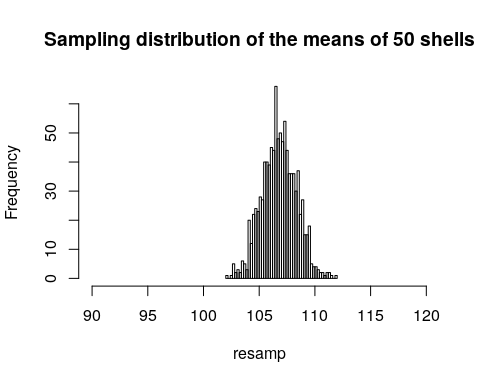 Sampling distribution of the means of 50 shells
Frequency
50
30
10
0
90 95 100 105 110 115 120
resamp